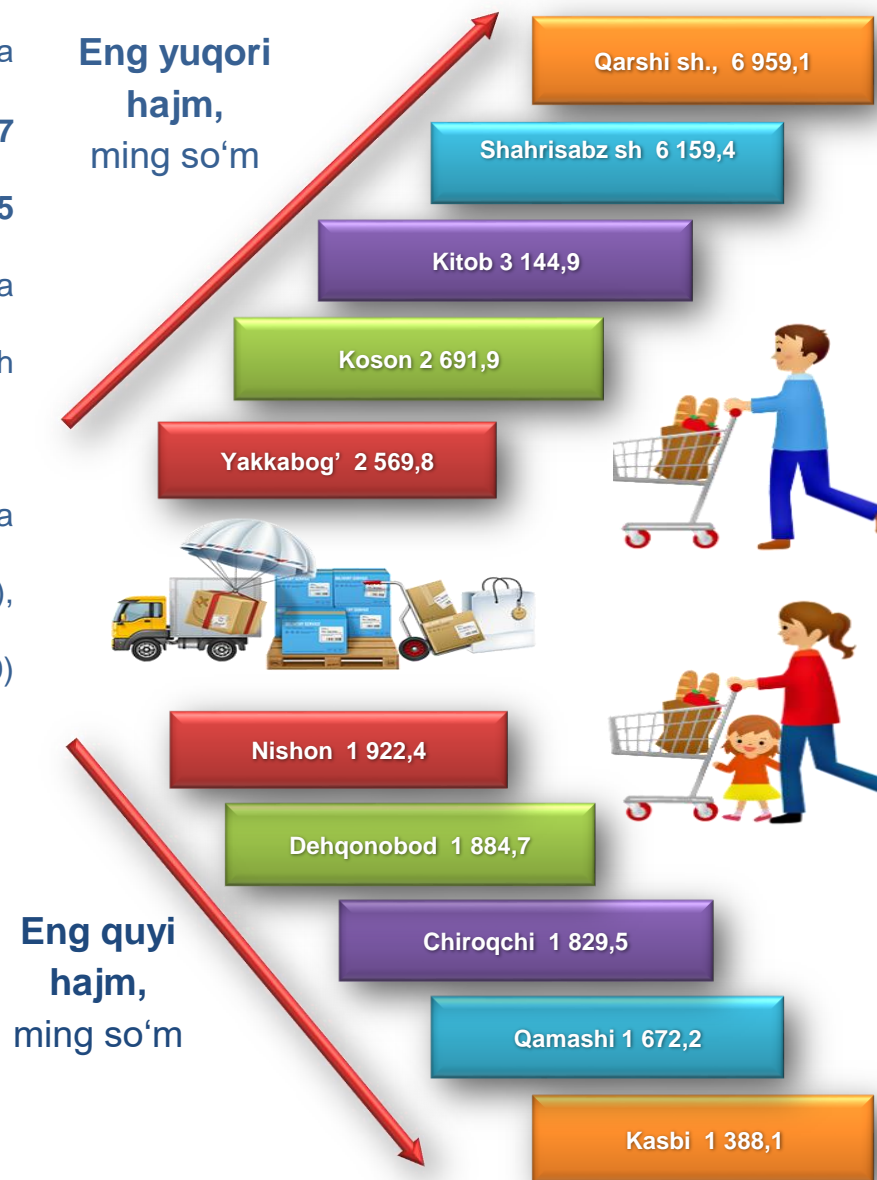 a
7
5
a
h
a
),
)
Eng yuqori
hajm,
ming so‘m
Qarshi sh., 6 959,1
Shahrisabz sh 6 159,4
Kitob 3 144,9
Koson 2 691,9
Yakkabog’ 2 569,8
Nishon 1 922,4
Dehqonobod 1 884,7
Chiroqchi 1 829,5
Qamashi 1 672,2
Kasbi 1 388,1
Eng quyi
hajm,
ming so‘m